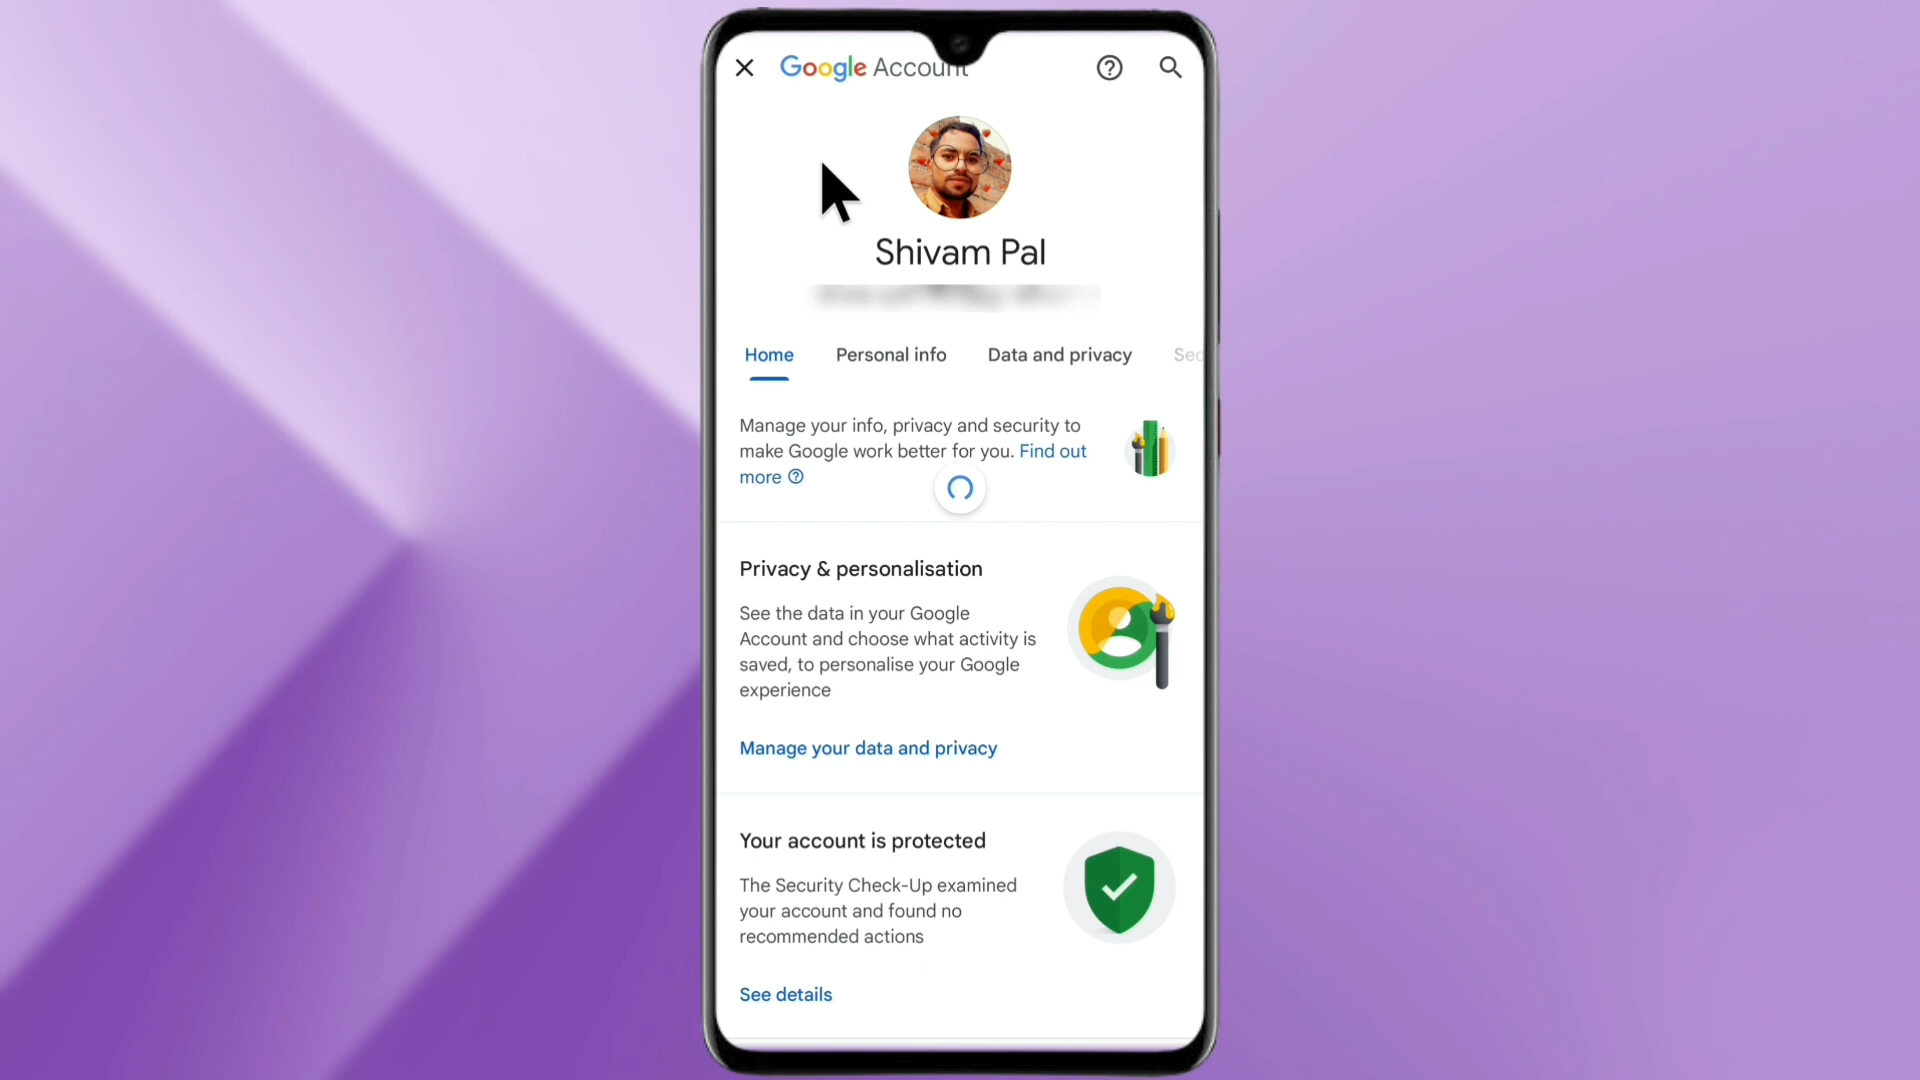 Google Account
Shivam Pal
Home Personal info Data and privacy Sec
Manage your info, privacy and security to
make Google work better for you. Find out
more
Privacy & personalisation
See the data in your Google
Account and choose what activity is
saved, to personalise your Google
experience
Manage your data and privacy
Your account is protected
The Security Check-Up examined
your account and found no
recommended actions
See details